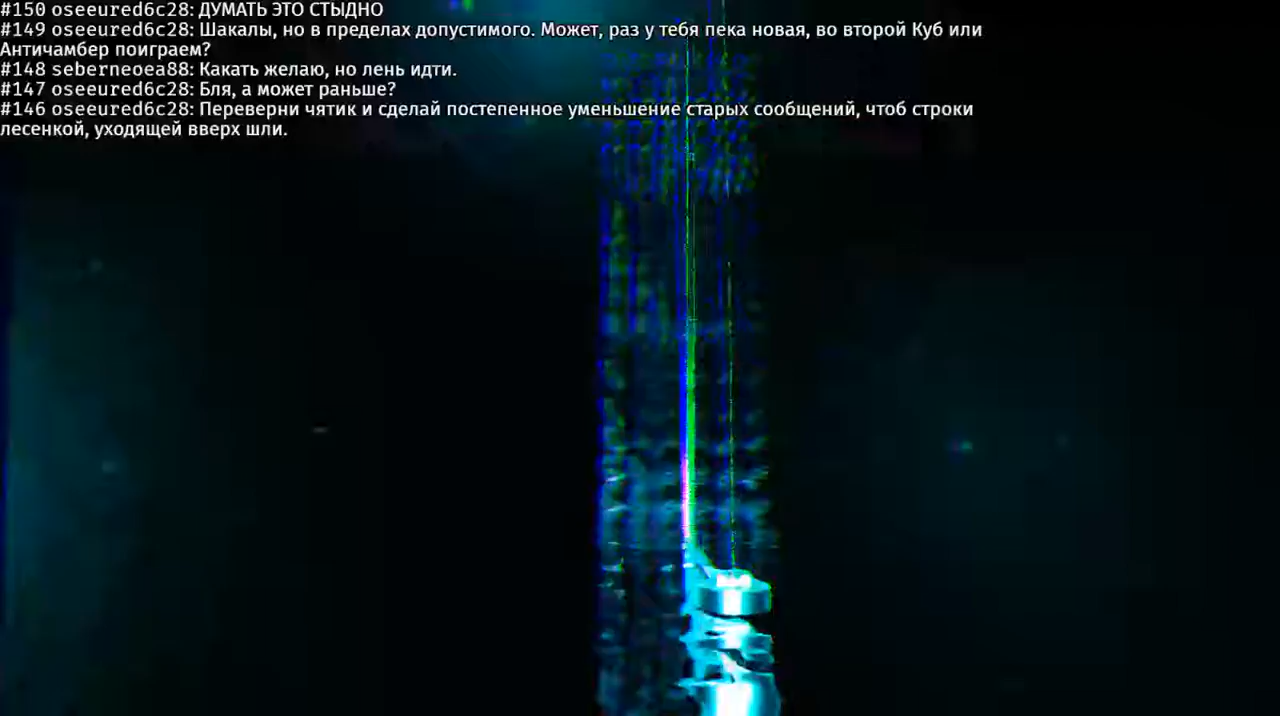 #150 oseeured6c28: ДУМАТЬ ЭТО СТЫДНО
#149 oseeured6c28: Шакалы, но в пределах допустимого. Может, раз у тебя пека новая, во второй Куб или
Античамбер поиграем?
#148 seberneoea88: Какать желаю, но лень идти.
#147 oseeured6c28: Бля, а может раньше?
#146 oseeured6c28: Переверни чятик и сделай постепенное уменьшение старых сообщений, чтоб строки
лесенкой, уходящей вверх шли.